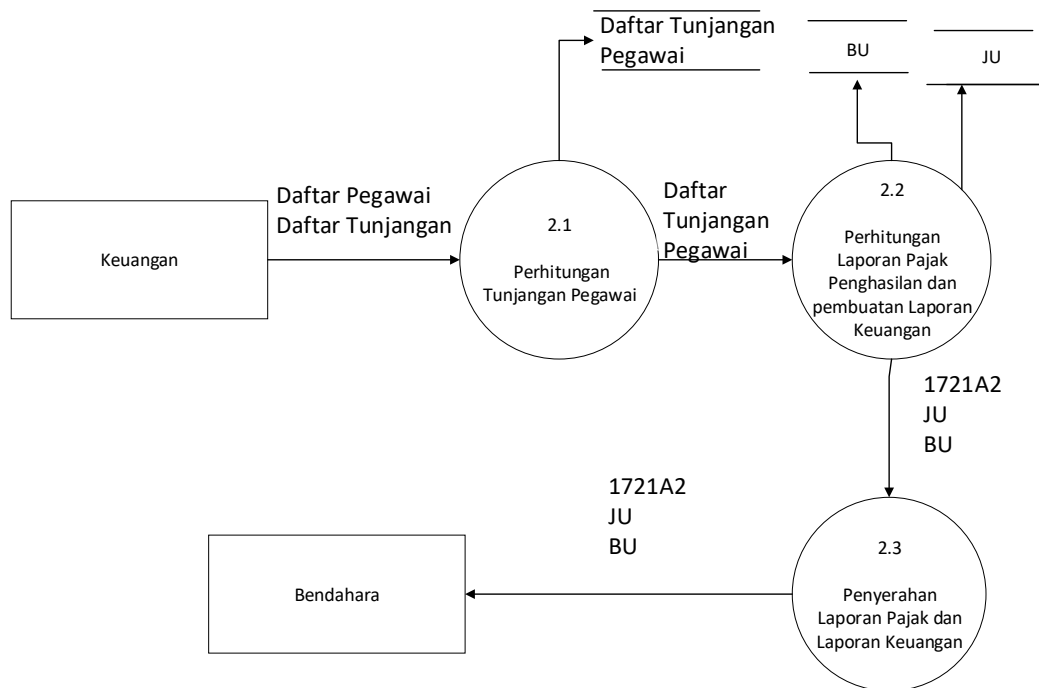 Daftar Tunjangan
Pegawai
BU
JU
Keuangan
Daftar Pegawai
Daftar Tunjangan
2.1
Perhitungan
Tunjangan Pegawai
Daftar
Tunjangan
Pegawai
2.2
Perhitungan
Laporan Pajak
Penghasilan dan
pembuatan Laporan
Keuangan
1721A2
JU
BU
1721A2
JU
BU
Bendahara
2.3
Penyerahan
Laporan Pajak dan
Laporan Keuangan